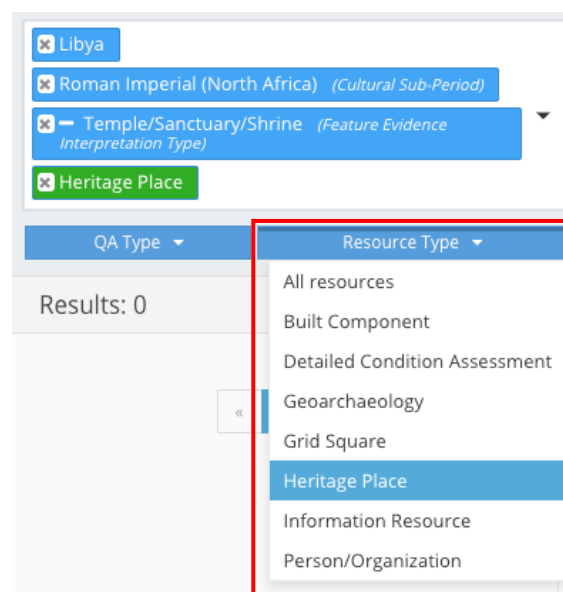 Libya
Roman Imperial (North Africa) (Cultural Sub-Period)
Temple/Sanctuary/Shrine (Feature Evidence
Interpretation Type)
Heritage Place
QA Type
Resource Type
Results: 0
All resources
Built Component
Detailed Condition Assessment
«
Geoarchaeology
Grid Square
Heritage Place
Information Resource
Person/Organization